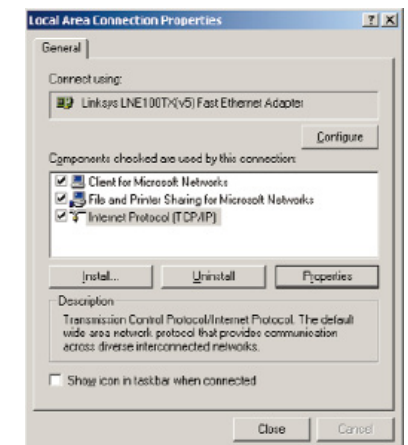 Local Area Connection Properties
General
Connect using:
Linksys LNE100TX(v5) Fast Ethernet Adapter
Configure
Components checked are used by this connection:
Client for Microsoft Networks
File and Printer Sharing for Microsoft Networks
Internet Protocol (TCP/IP)
Install... Uninstall Properties
Description
Transmission Control Protocol/Internet Protocol. The default
wide area network protocol that provides communication
across diverse interconnected networks.
Show icon in taskbar when connected
Close Cancel